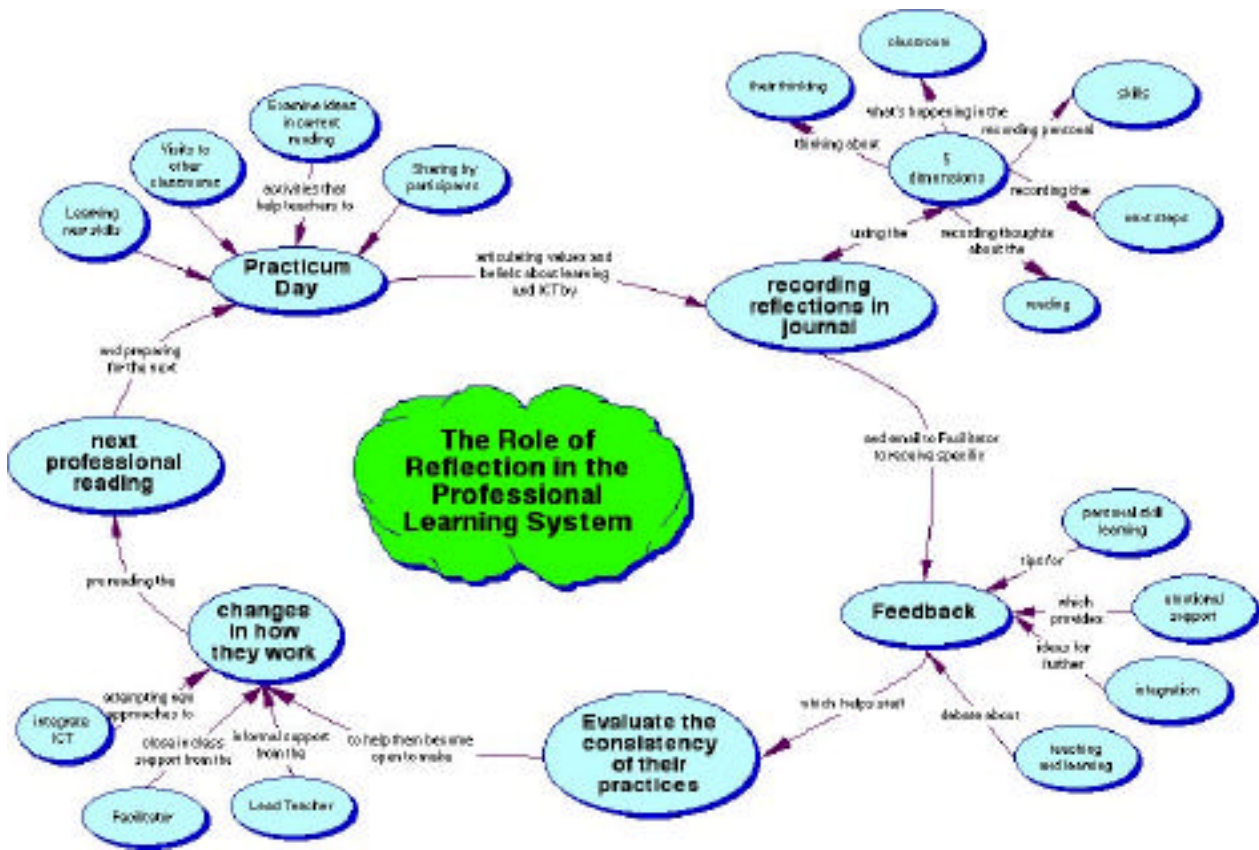 The Role of
Reflection in the
Professional
Learning System
Practicum
Day
Learning
new skills
Visits to
other
classrooms
Examine ideas
in current
reading
activities that
help teachers to
Sharing by
participants
articulating values and
beliefs about learning
and ICT by
recording
reflections in
journal
using the
5
dimensions
thinking about
their thinking
what's happening in the
classroom
recording personal
skills
recording the
next steps
recording thoughts
about the
reading
and email to Facilitator
to receive specific
Feedback
tips for
personal skill
learning
which
provides
emotional
support
ideas for
further
integration
debate about
teaching
and learning
which helps staff
Evaluate the
consistency
of their
practices
to help them become
open to make
changes
in how
they work
attempting new
approaches to
integrate
ICT
close in class
support from the
Facilitator
informal support
from the
Lead Teacher
pre reading the
next
professional
reading
and preparing
for the next